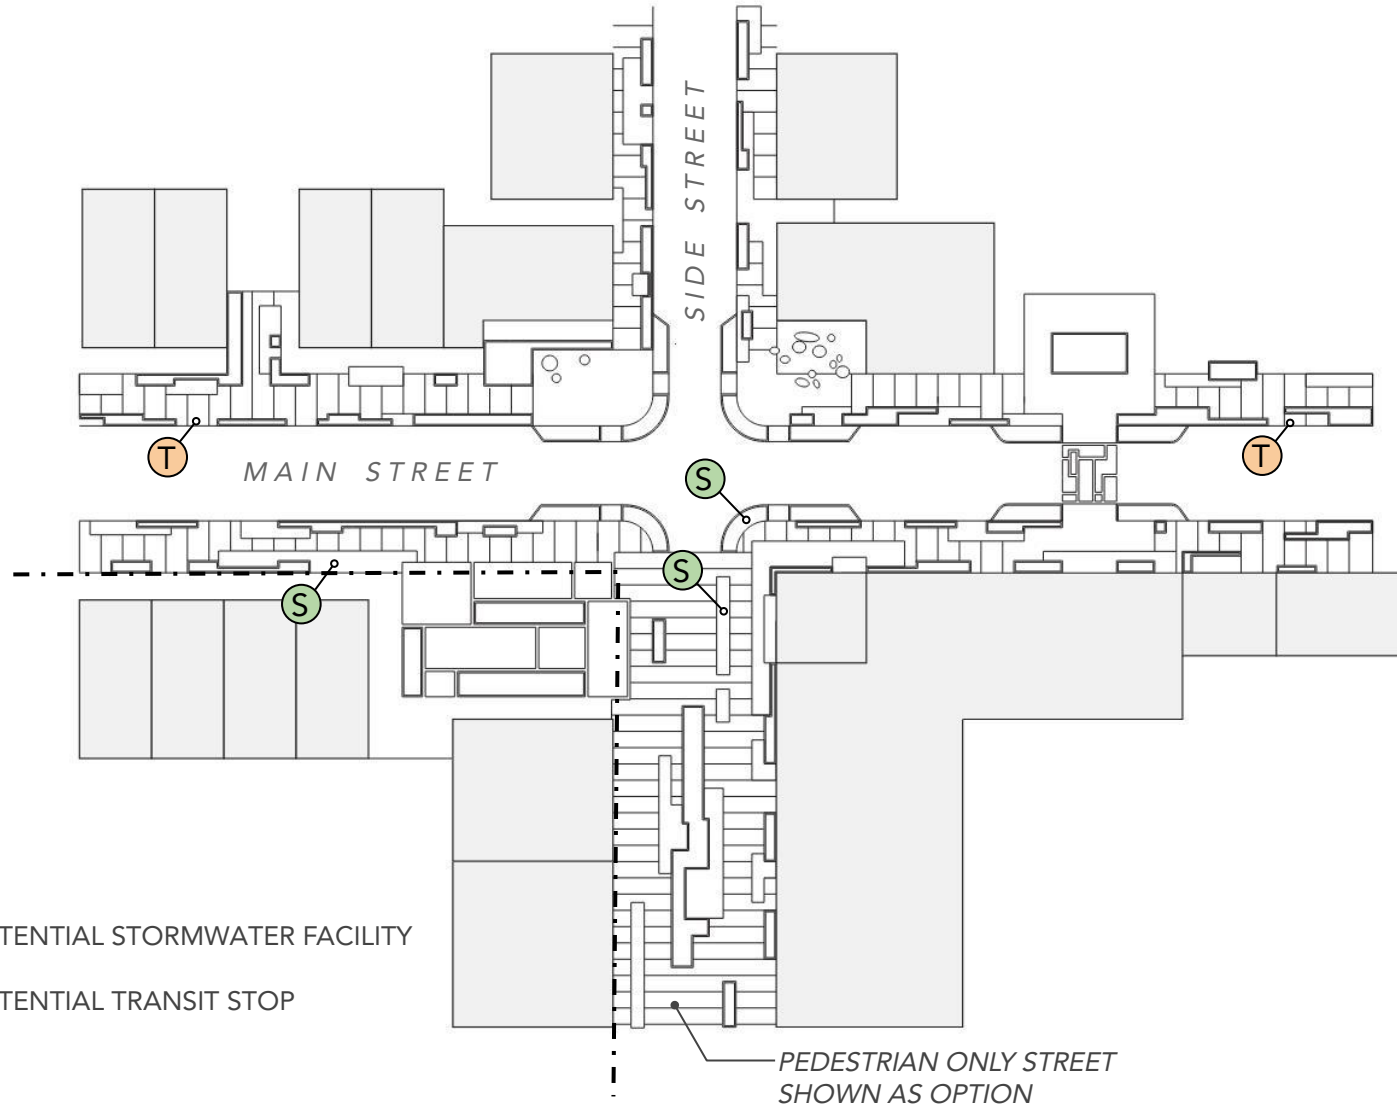 SIDE STREET
T
MAIN STREET
S
T
S
S
TENTIAL STORMWATER FACILITY
TENTIAL TRANSIT STOP
PEDESTRIAN ONLY STREET
SHOWN AS OPTION